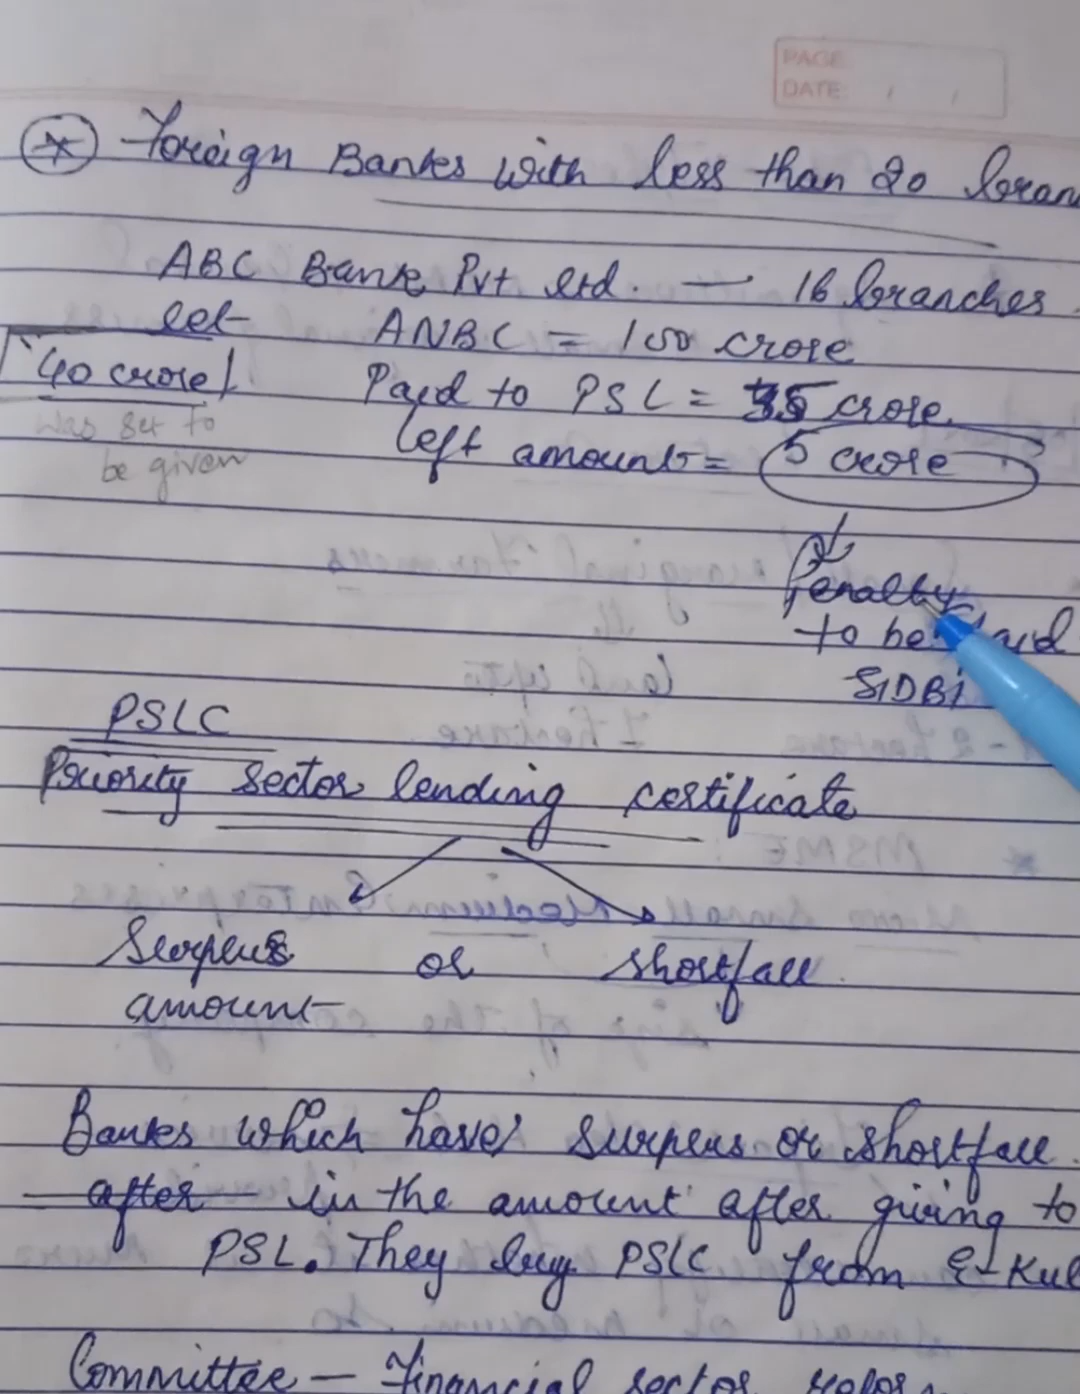 PAGE
DATE: / /
* Foreign Banks with less than 20 bran
ABC Bank Pvt ltd. — 16 branches
let ANBC = 100 crore
40 crore Paid to PSL = 35 crore.
was set to left amount = 5 crore
be given
Penalty
to be paid
SIDBI
PSLC
Priority sector lending certificate
Surplus or shortfall.
amount
Banks which have surplus or shortfall
after in the amount after giving to
PSL. They buy PSLC from E-Kul
Committee — Financial sector